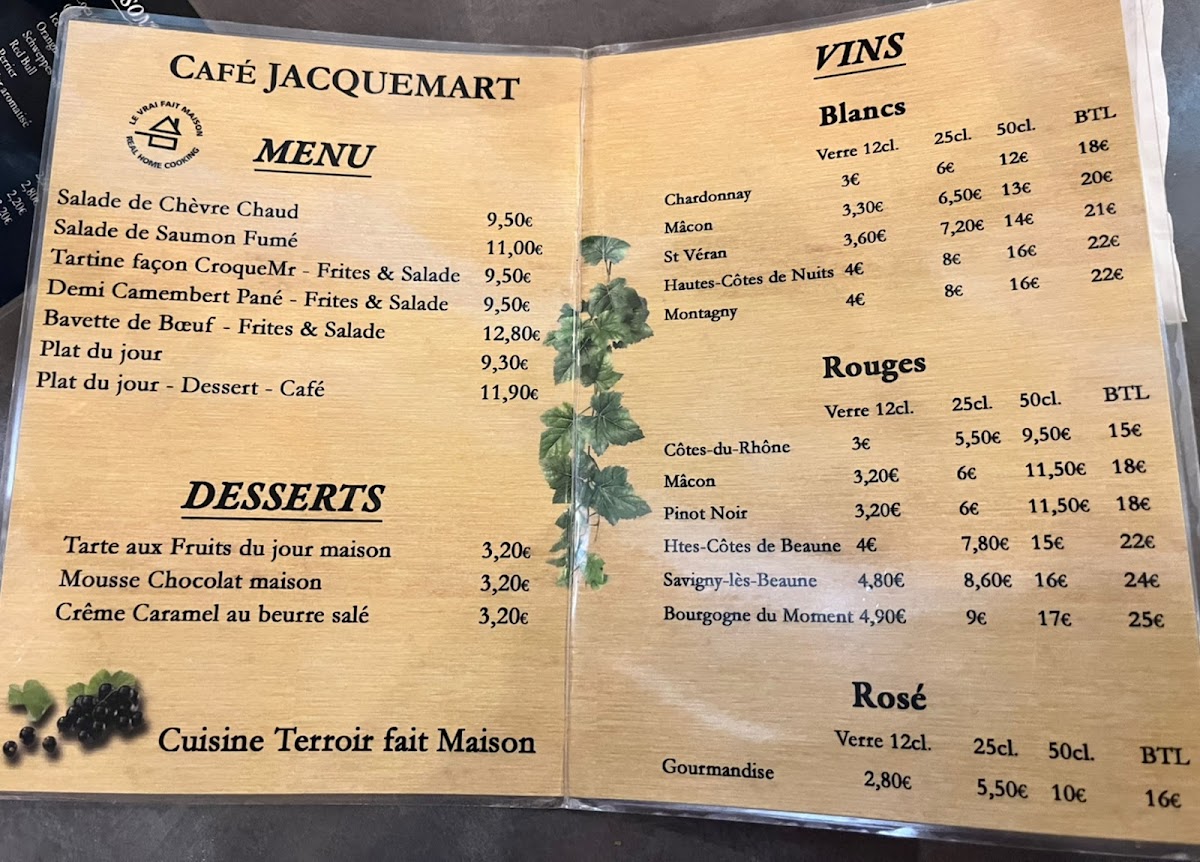 CAFÉ JACQUEMART
LE VRAI FAIT MAISON
REAL HOME COOKING
MENU
Salade de Chèvre Chaud 9,50€
Salade de Saumon Fumé 11,00€
Tartine façon CroqueMr - Frites & Salade 9,50€
Demi Camembert Pané - Frites & Salade 9,50€
Bavette de Bœuf - Frites & Salade 12,80€
Plat du jour 9,30€
Plat du jour - Dessert - Café 11,90€
DESSERTS
Tarte aux Fruits du jour maison 3,20€
Mousse Chocolat maison 3,20€
Crême Caramel au beurre salé 3,20€
Cuisine Terroir fait Maison
VINS
Blancs
Verre 12cl. 25cl. 50cl. BTL
Chardonnay 3€ 6€ 12€ 18€
Mâcon 3,30€ 6,50€ 13€ 20€
St Véran 3,60€ 7,20€ 14€ 21€
Hautes-Côtes de Nuits 4€ 8€ 16€ 22€
Montagny 4€ 8€ 16€ 22€
Rouges
Verre 12cl. 25cl. 50cl. BTL
Côtes-du-Rhône 3€ 5,50€ 9,50€ 15€
Mâcon 3,20€ 6€ 11,50€ 18€
Pinot Noir 3,20€ 6€ 11,50€ 18€
Htes-Côtes de Beaune 4€ 7,80€ 15€ 22€
Savigny-lès-Beaune 4,80€ 8,60€ 16€ 24€
Bourgogne du Moment 4,90€ 9€ 17€ 25€
Rosé
Verre 12cl. 25cl. 50cl. BTL
Gourmandise 2,80€ 5,50€ 10€ 16€
Schweppes
Red Bull
Perrier
aromatisé
2,20€